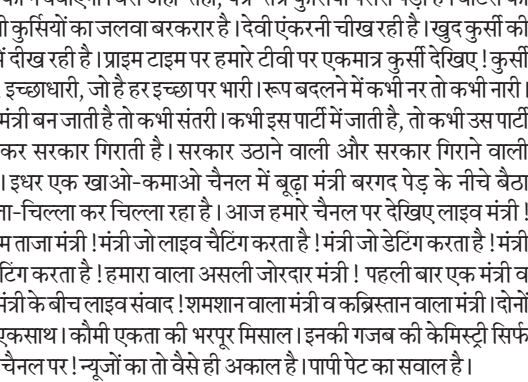 ी कुर्सियों का जलवा बरकरार है। देवी एंकरनी चीख रही है। खुद कुर्सी की
में दीख रही है। प्राइम टाइम पर हमारे टीवी पर एकमात्र कुर्सी देखिए! कुर्सी
इच्छाधारी, जो है हर इच्छा पर भारी। रूप बदलने में कभी नर तो कभी नारी।
मंत्री बन जाती है तो कभी संतरी। कभी इस पार्टी में जाती है, तो कभी उस पार्टी
कर सरकार गिराती है। सरकार उठाने वाली और सरकार गिराने वाली
। इधर एक खाओ-कमाओ चैनल में बूढ़ा मंत्री बरगद पेड़ के नीचे बैठा
ा-चिल्ला कर चिल्ला रहा है। आज हमारे चैनल पर देखिए लाइव मंत्री!
म ताजा मंत्री! मंत्री जो लाइव चैटिंग करता है! मंत्री जो डेटिंग करता है! मंत्री
टिंग करता है! हमारा वाला असली जोरदार मंत्री! पहली बार एक मंत्री व
मंत्री के बीच लाइव संवाद! शमशान वाला मंत्री व कब्रिस्तान वाला मंत्री। दोनों
एकसाथ। कौमी एकता की भरपूर मिसाल। इनकी गजब की केमिस्ट्री सिर्फ
चैनल पर! न्यूजों का तो वैसे ही अकाल है। पापी पेट का सवाल है।